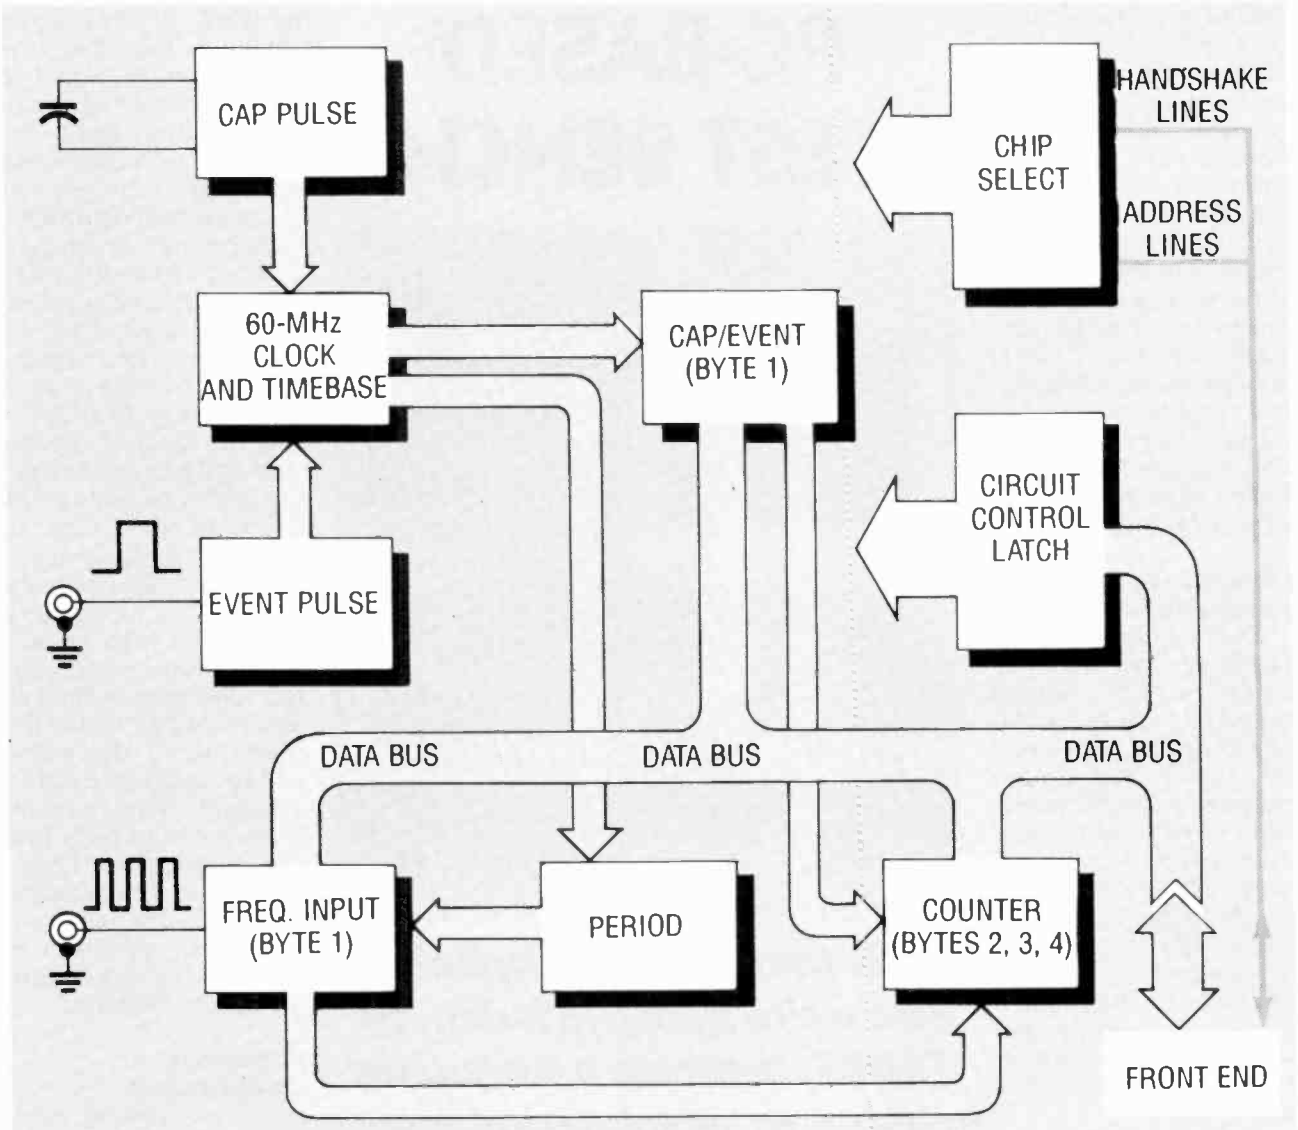 CAP PULSE
HANDSHAKE
LINES
CHIP
SELECT
ADDRESS
LINES
60-MHz
CLOCK
AND TIMEBASE
CAP/EVENT
(BYTE 1)
CIRCUIT
CONTROL
LATCH
EVENT PULSE
DATA BUS
DATA BUS
DATA BUS
FREQ. INPUT
(BYTE 1)
PERIOD
COUNTER
(BYTES 2, 3, 4)
FRONT END